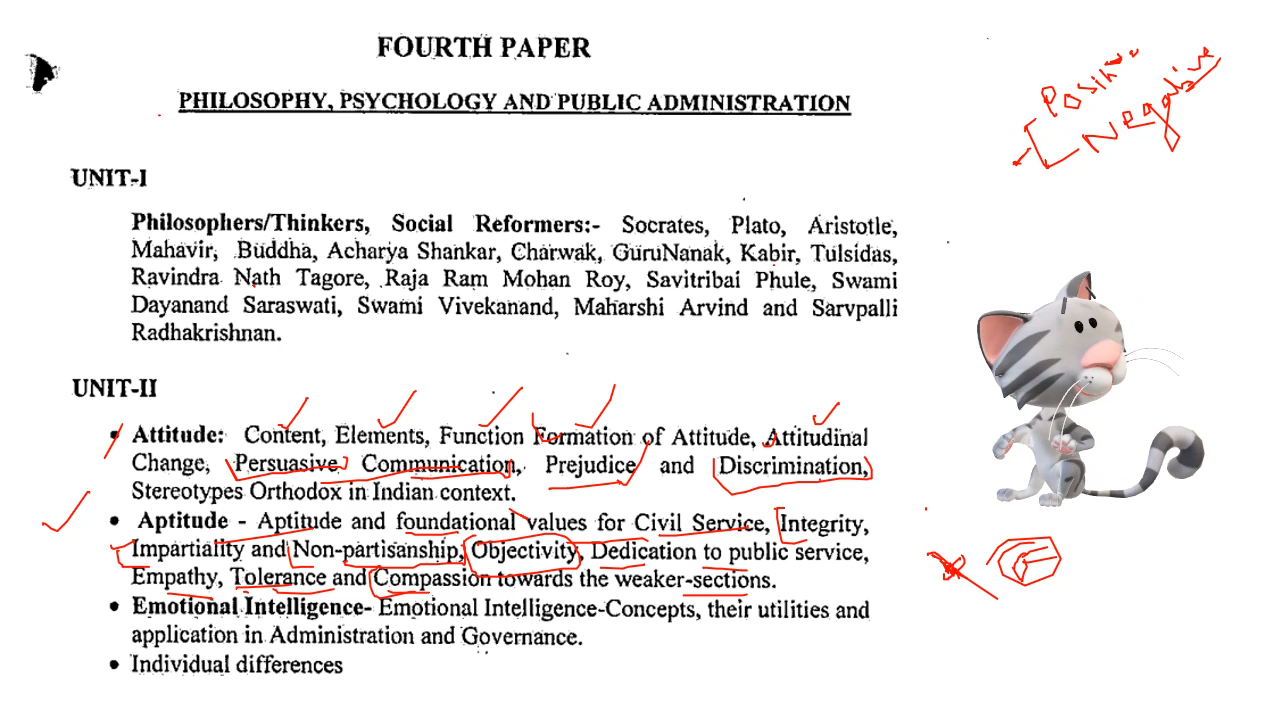 FOURTH PAPER
PHILOSOPHY, PSYCHOLOGY AND PUBLIC ADMINISTRATION
Positive
Negative
UNIT-I
Philosophers/Thinkers, Social Reformers:- Socrates, Plato, Aristotle,
Mahavir, Buddha, Acharya Shankar, Charwak, GuruNanak, Kabir, Tulsidas,
Ravindra Nath Tagore, Raja Ram Mohan Roy, Savitribai Phule, Swami
Dayanand Saraswati, Swami Vivekanand, Maharshi Arvind and Sarvpalli
Radhakrishnan.
UNIT-II
• Attitude: Content, Elements, Function Formation of Attitude, Attitudinal
Change, Persuasive Communication, Prejudice and Discrimination,
Stereotypes Orthodox in Indian context.
• Aptitude - Aptitude and foundational values for Civil Service, Integrity,
Impartiality and Non-partisanship, Objectivity, Dedication to public service,
Empathy, Tolerance and Compassion towards the weaker-sections.
• Emotional Intelligence- Emotional Intelligence-Concepts, their utilities and
application in Administration and Governance.
• Individual differences